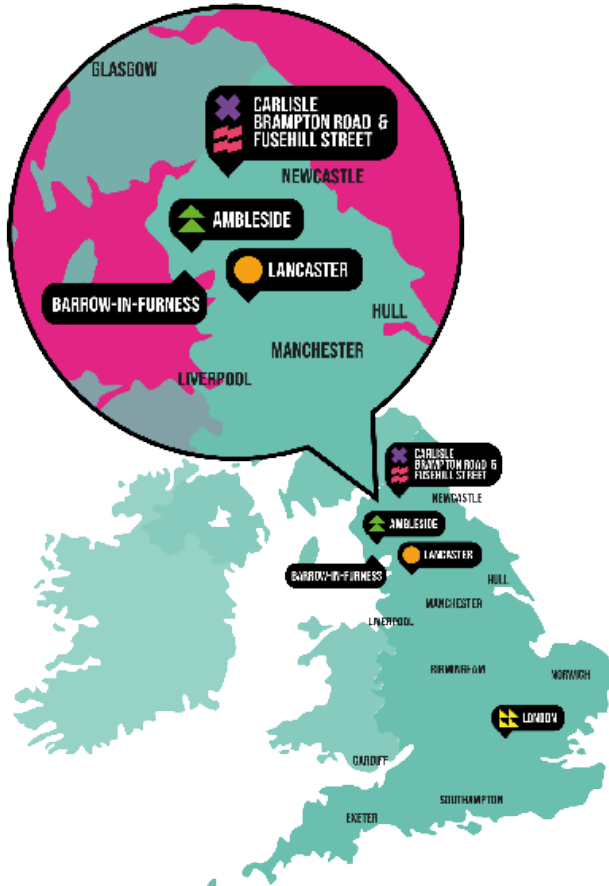 GLASGOW
CARLISLE
BRAMPTON ROAD &
FUSEHILL STREET
NEWCASTLE
AMBLESIDE
LANCASTER
BARROW-IN-FURNESS
HULL
MANCHESTER
LIVERPOOL
CARLISLE
BRAMPTON ROAD &
FUSEHILL STREET
NEWCASTLE
AMBLESIDE
LANCASTER
BARROW-IN-FURNESS
HULL
MANCHESTER
LIVERPOOL
BIRMINGHAM
NORWICH
LONDON
CARDIFF
SOUTHAMPTON
EXETER